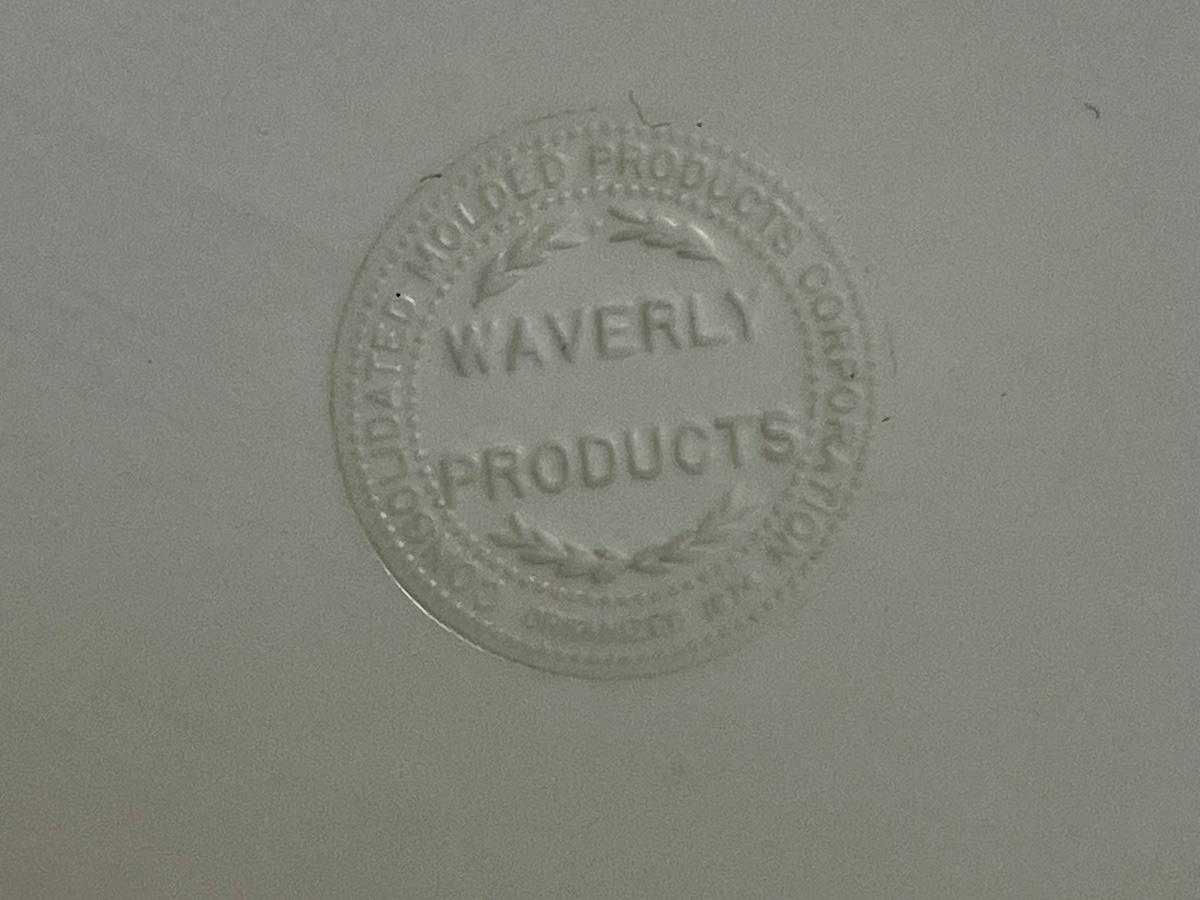 CONSOLIDATED MOLDED PRODUCTS CORPORATION
WAVERLY
PRODUCTS
ORGANIZED